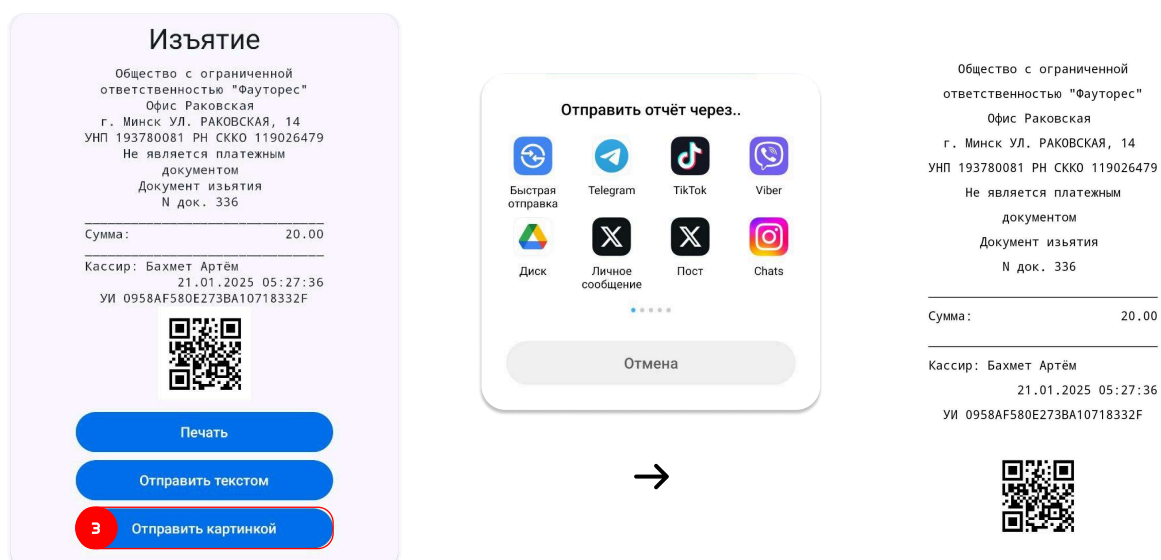 Изъятие
Общество с ограниченной
ответственностью "Фауторес"
Офис Раковская
г. Минск УЛ. РАКОВСКАЯ, 14
УНП 193780081 РН СККО 119026479
Не является платежным
документом
Документ изьятия
N док. 336
Сумма: 20.00
Кассир: Бахмет Артём
21.01.2025 05:27:36
УИ 0958AF580E273BA10718332F
Печать
Отправить текстом
3 Отправить картинкой
Отправить отчёт через..
Быстрая отправка
Telegram
TikTok
Viber
Диск
Личное сообщение
Пост
Chats
Отмена
Общество с ограниченной
ответственностью "Фауторес"
Офис Раковская
г. Минск УЛ. РАКОВСКАЯ, 14
УНП 193780081 РН СККО 119026479
Не является платежным
документом
Документ изьятия
N док. 336
Сумма: 20.00
Кассир: Бахмет Артём
21.01.2025 05:27:36
УИ 0958AF580E273BA10718332F